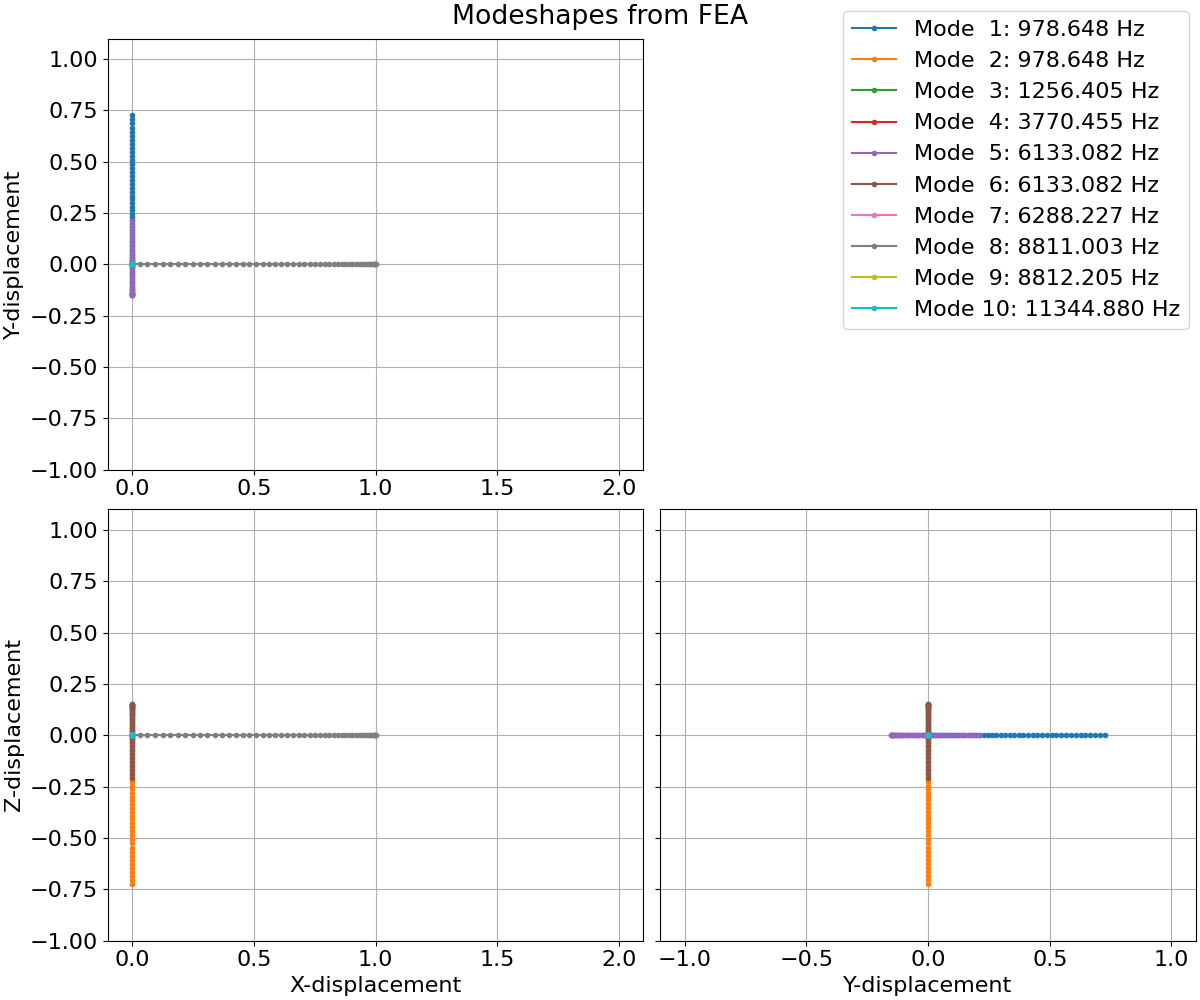 Modeshapes from FEA
Mode 1: 978.648 Hz
Mode 2: 978.648 Hz
Mode 3: 1256.405 Hz
Mode 4: 3770.455 Hz
Mode 5: 6133.082 Hz
Mode 6: 6133.082 Hz
Mode 7: 6288.227 Hz
Mode 8: 8811.003 Hz
Mode 9: 8812.205 Hz
Mode 10: 11344.880 Hz
Y-displacement
1.00
0.75
0.50
0.25
0.00
−0.25
−0.50
−0.75
−1.00
0.0 0.5 1.0 1.5 2.0
Z-displacement
1.00
0.75
0.50
0.25
0.00
−0.25
−0.50
−0.75
−1.00
0.0 0.5 1.0 1.5 2.0
X-displacement
−1.0 −0.5 0.0 0.5 1.0
Y-displacement